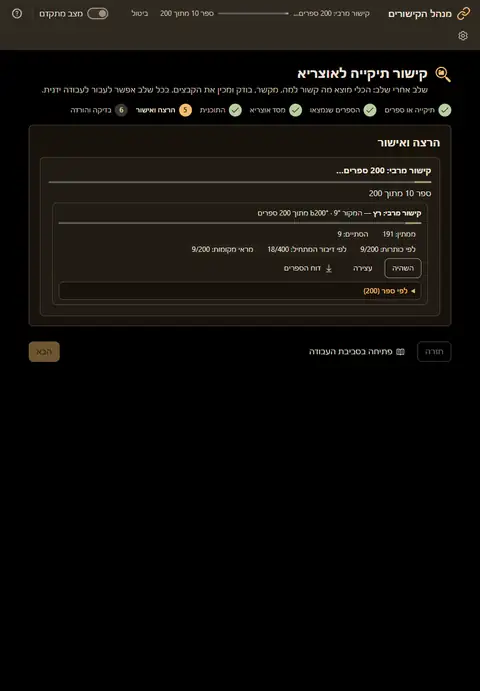 מנהל הקישורים
קישור מרבי: 200 ספרים...
ספר 10 מתוך 200
ביטול
מצב מתקדם
קישור תיקייה לאוצריא
שלב אחרי שלב: הכלי מוצא מה קשור למה, מקשר, בודק ומכין את הקבצים. בכל שלב אפשר לעבור לעבודה ידנית.
תיקייה או ספרים
הספרים שנמצאו
מסד אוצריא
התוכנית
5 הרצה ואישור
6 בדיקה והורדה
הרצה ואישור
קישור מרבי: 200 ספרים...
ספר 10 מתוך 200
קישור מרבי: רץ — המקור "b200" · 9 מתוך 200 ספרים
ממתין: 191 הסתיים: 9
לפי כותרות: 9/200 לפי דיבור המתחיל: 18/400 מראי מקומות: 9/200
השהיה
עצירה
דוח הספרים
לפי ספר (200)
חזרה
פתיחה בסביבת העבודה
הבא